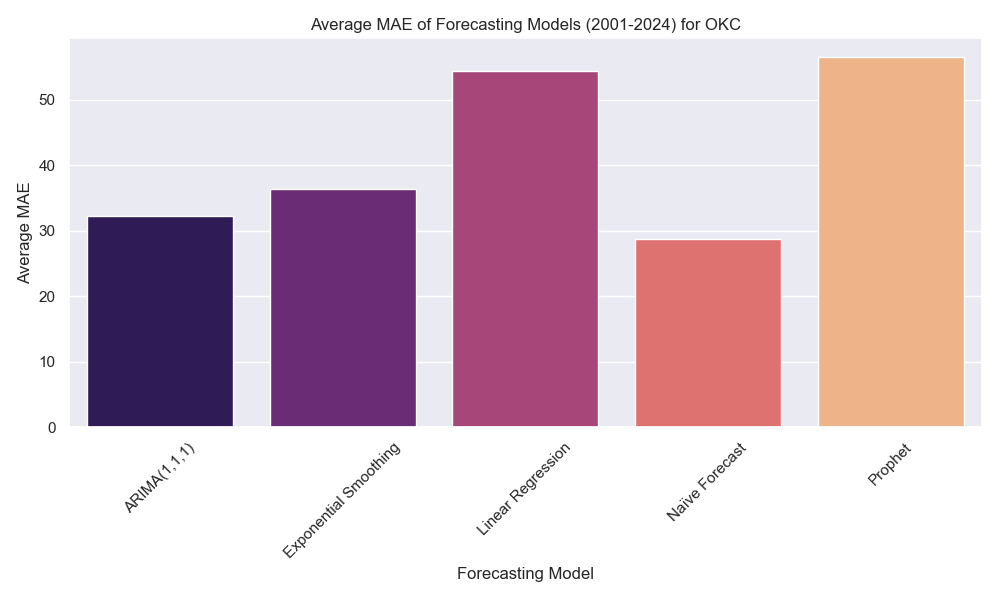 Average MAE of Forecasting Models (2001-2024) for OKC
Average MAE
50
40
30
20
10
0
ARIMA(1,1,1)
Exponential Smoothing
Linear Regression
Naïve Forecast
Prophet
Forecasting Model